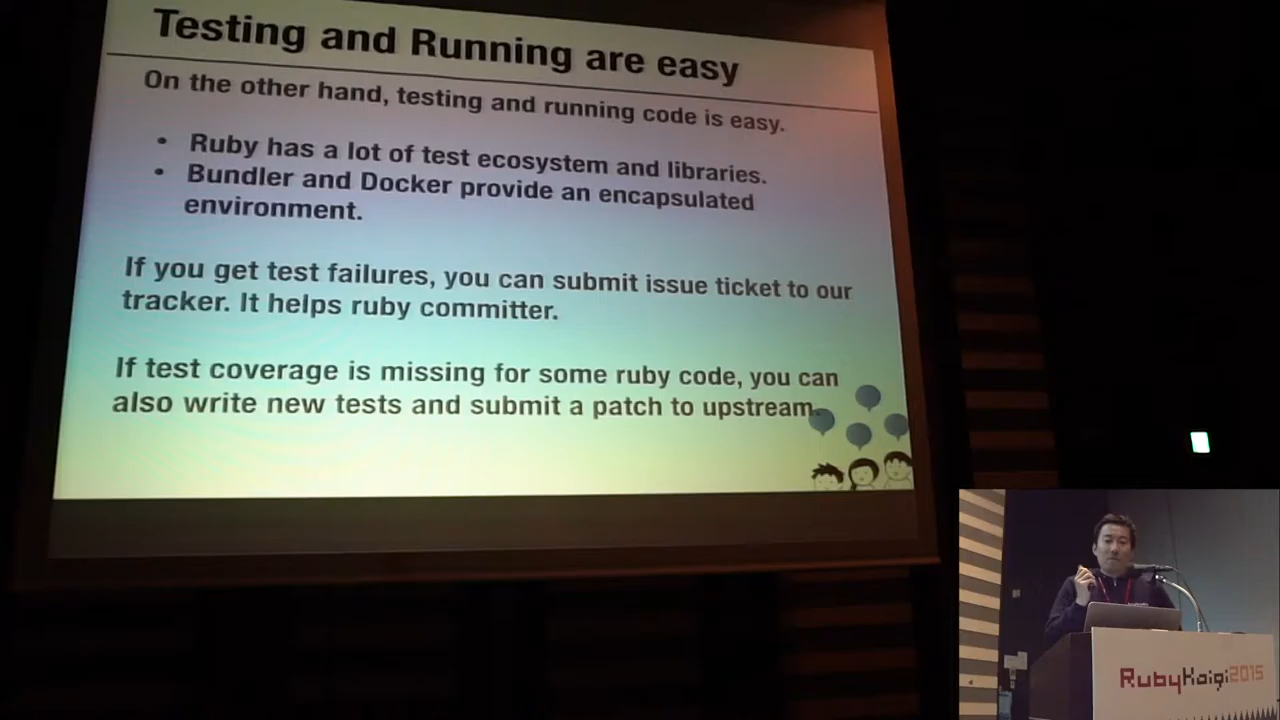 Testing and Running are easy
On the other hand, testing and running code is easy.
• Ruby has a lot of test ecosystem and libraries.
• Bundler and Docker provide an encapsulated
environment.
If you get test failures, you can submit issue ticket to our
tracker. It helps ruby committer.
If test coverage is missing for some ruby code, you can
also write new tests and submit a patch to upstream.
RubyKaigi2015